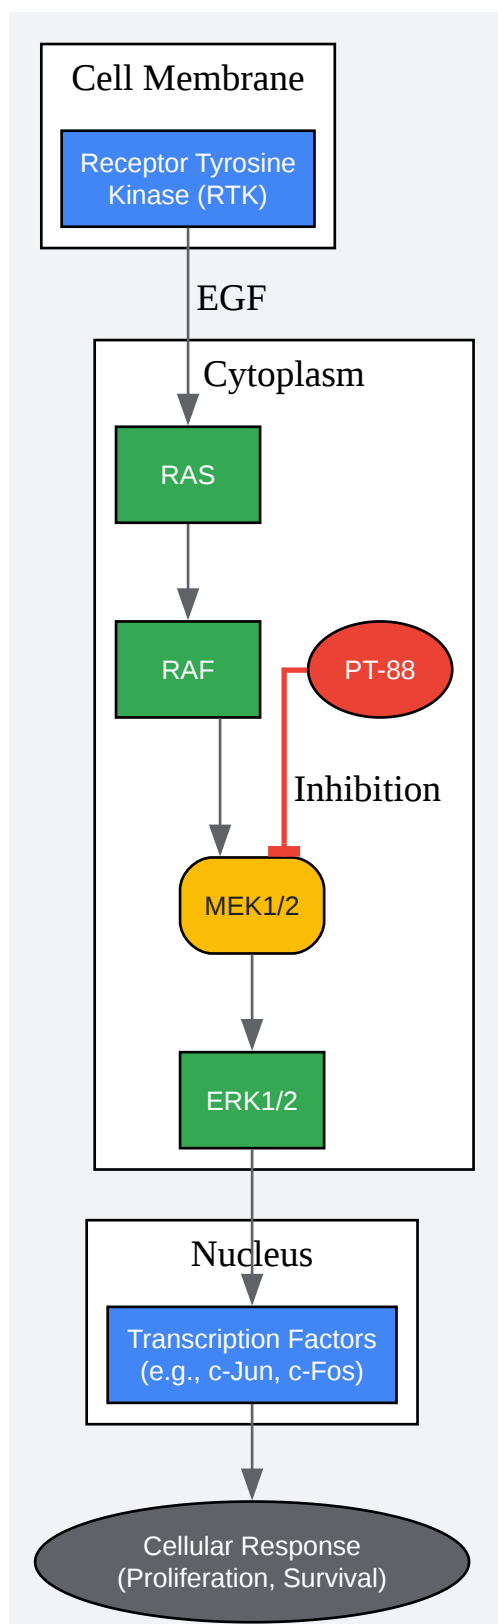 Cell Membrane
Receptor Tyrosine
Kinase (RTK)
EGF
Cytoplasm
RAS
RAF
PT-88
Inhibition
MEK1/2
ERK1/2
Nucleus
Transcription Factors
(e.g., c-Jun, c-Fos)
Cellular Response
(Proliferation, Survival)